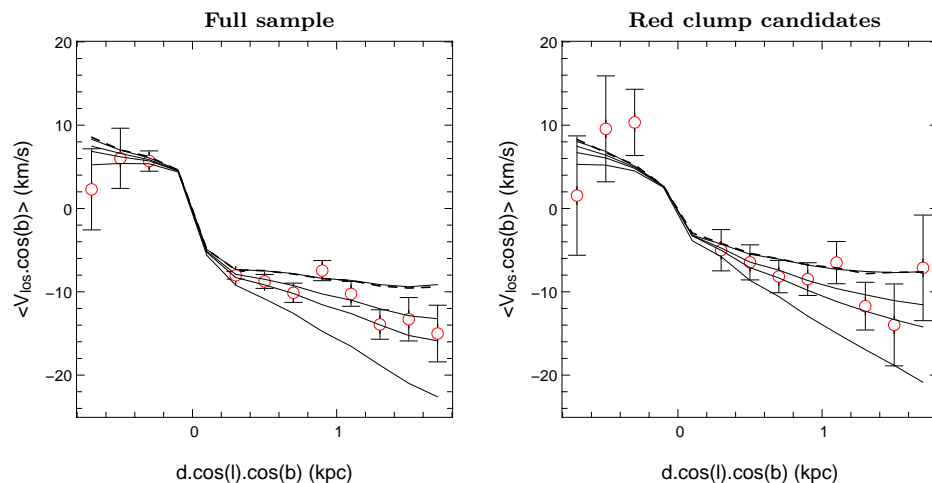 Full sample
Red clump candidates
<V_los.cos(b)> (km/s)
20
10
0
−10
−20
0
1
d.cos(l).cos(b) (kpc)
<V_los.cos(b)> (km/s)
20
10
0
−10
−20
0
1
d.cos(l).cos(b) (kpc)